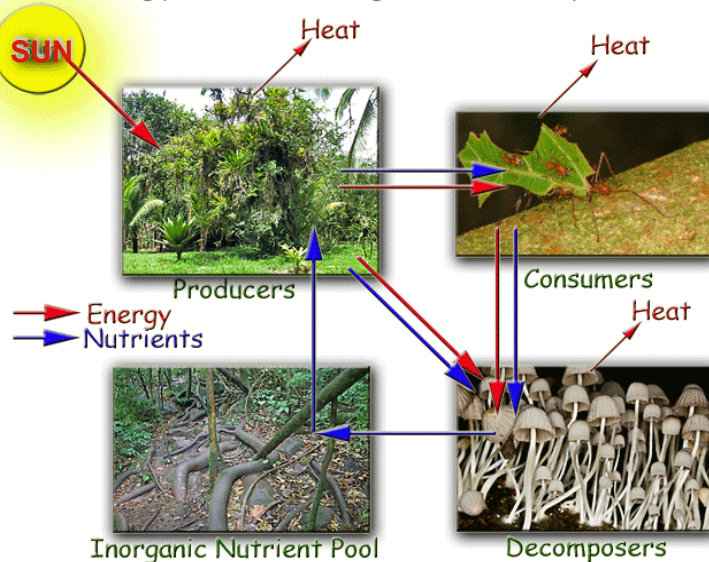 SUN
Heat
Heat
Producers
Consumers
Energy
Nutrients
Heat
Inorganic Nutrient Pool
Decomposers